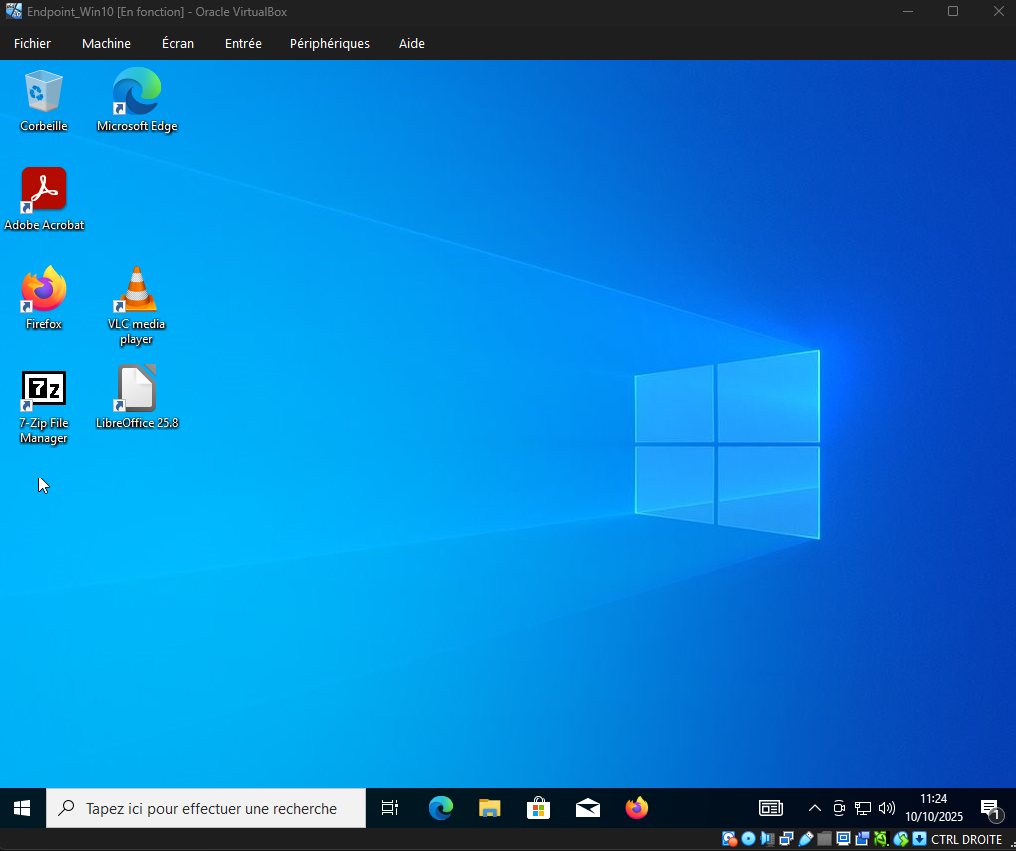 Endpoint_Win10 [En fonction] - Oracle VirtualBox
Fichier Machine Écran Entrée Périphériques Aide
Corbeille
Microsoft Edge
Adobe Acrobat
Firefox
VLC media
player
7z
7-Zip File
Manager
LibreOffice 25.8
Tapez ici pour effectuer une recherche
11:24
10/10/2025
1
CTRL DROITE